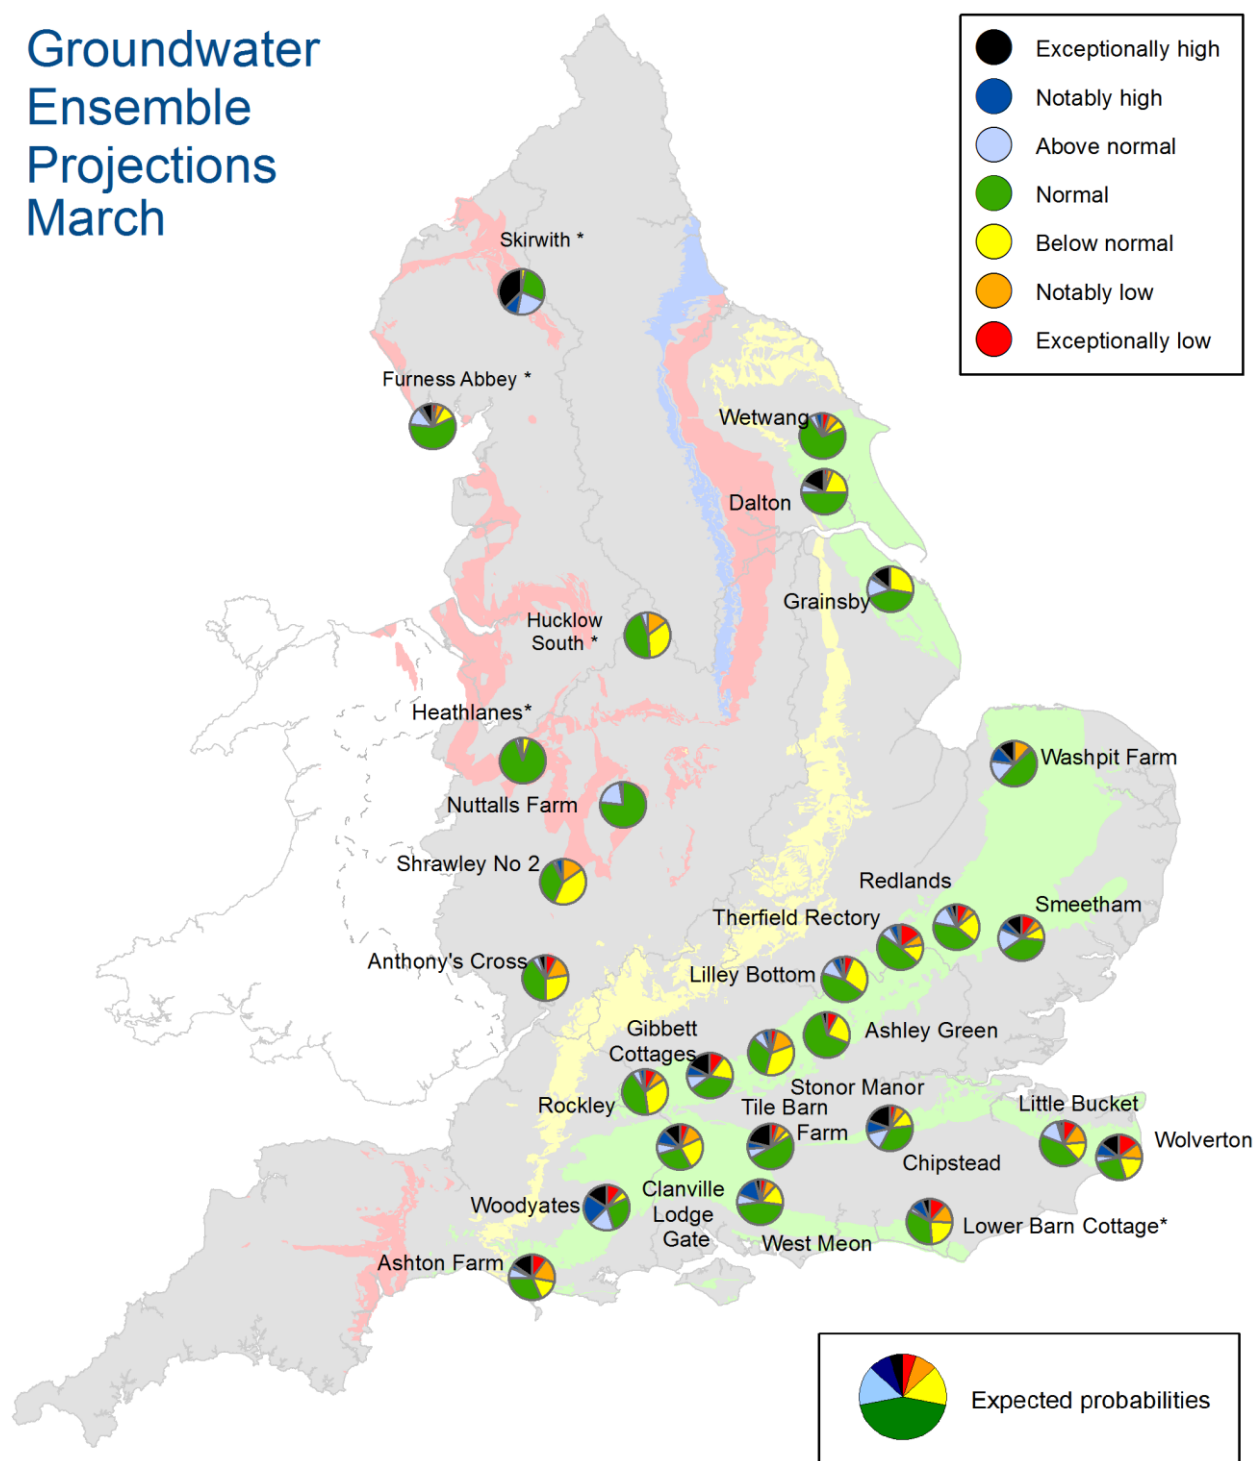 Groundwater
Ensemble
Projections
March
Exceptionally high
Notably high
Above normal
Normal
Below normal
Notably low
Exceptionally low
Skirwith *
Furness Abbey *
Wetwang
Dalton
Grainsby
Hucklow
South *
Heathlanes*
Nuttalls Farm
Washpit Farm
Shrawley No 2
Redlands
Smeetham
Therfield Rectory
Anthony's Cross
Lilley Bottom
Gibbett
Cottages
Ashley Green
Stonor Manor
Rockley
Tile Barn
Farm
Little Bucket
Wolverton
Chipstead
Woodyates
Clanville
Lodge
Gate
West Meon
Lower Barn Cottage*
Ashton Farm
Expected probabilities